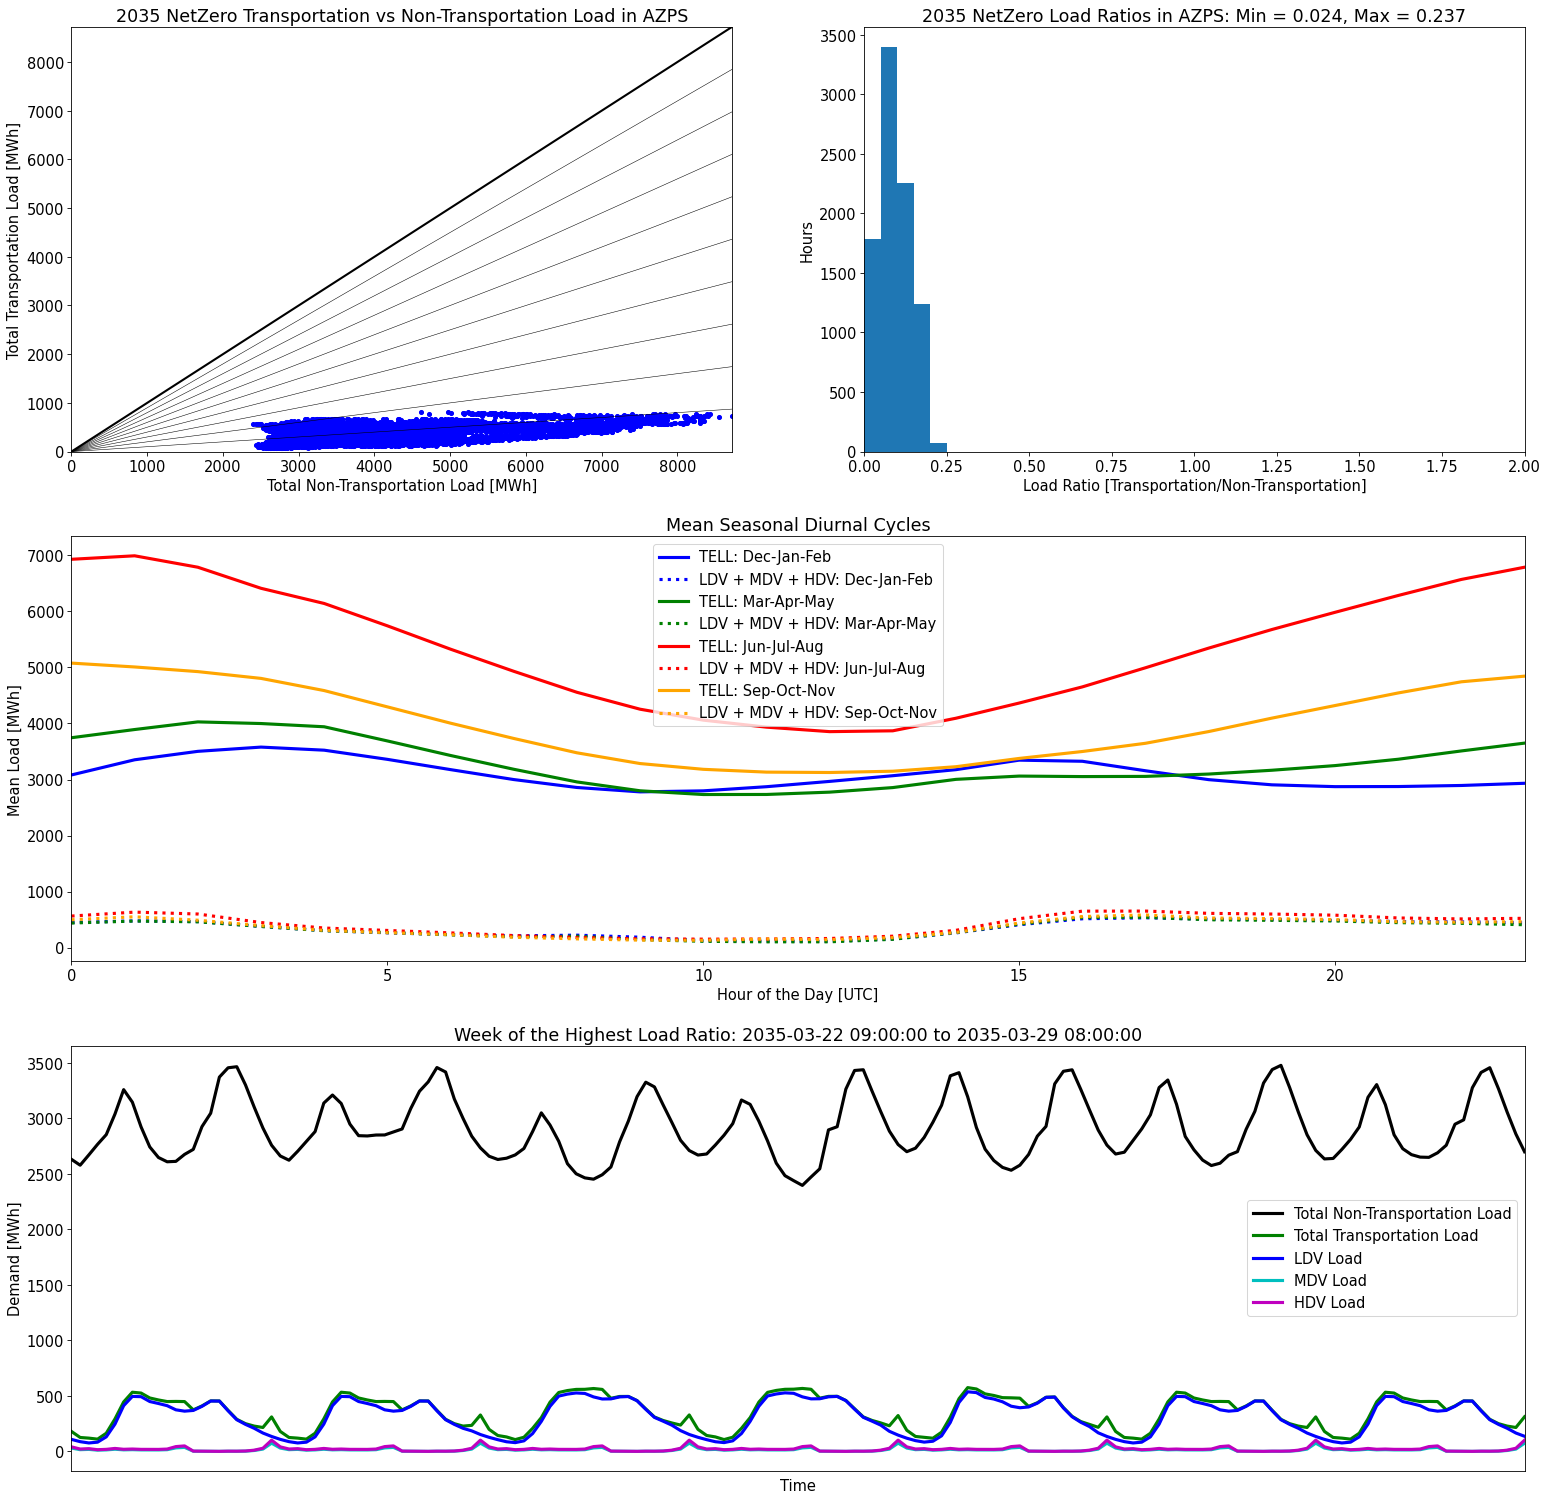 2035 NetZero Transportation vs Non-Transportation Load in AZPS
Total Transportation Load [MWh]
8000
7000
6000
5000
4000
3000
2000
1000
0
0 1000 2000 3000 4000 5000 6000 7000 8000
Total Non-Transportation Load [MWh]
2035 NetZero Load Ratios in AZPS: Min = 0.024, Max = 0.237
Hours
3500
3000
2500
2000
1500
1000
500
0
0.00 0.25 0.50 0.75 1.00 1.25 1.50 1.75 2.00
Load Ratio [Transportation/Non-Transportation]
Mean Seasonal Diurnal Cycles
Mean Load [MWh]
7000
6000
5000
4000
3000
2000
1000
0
TELL: Dec-Jan-Feb
LDV + MDV + HDV: Dec-Jan-Feb
TELL: Mar-Apr-May
LDV + MDV + HDV: Mar-Apr-May
TELL: Jun-Jul-Aug
LDV + MDV + HDV: Jun-Jul-Aug
TELL: Sep-Oct-Nov
LDV + MDV + HDV: Sep-Oct-Nov
0 5 10 15 20
Hour of the Day [UTC]
Week of the Highest Load Ratio: 2035-03-22 09:00:00 to 2035-03-29 08:00:00
Demand [MWh]
3500
3000
2500
2000
1500
1000
500
0
Total Non-Transportation Load
Total Transportation Load
LDV Load
MDV Load
HDV Load
Time